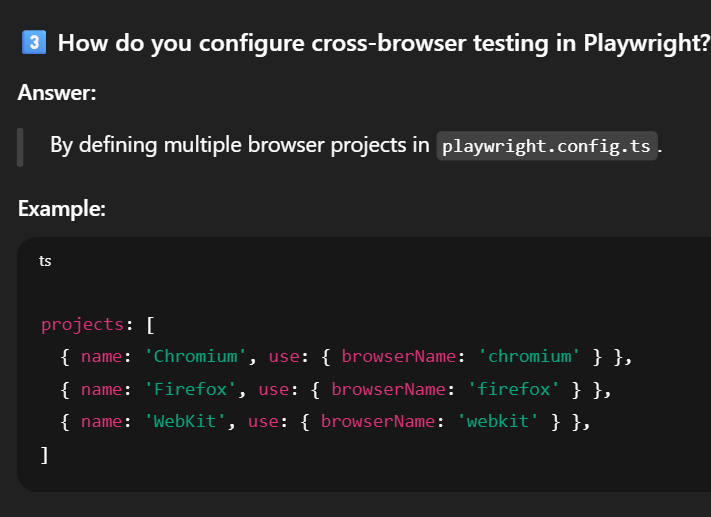 3 How do you configure cross-browser testing in Playwright?
Answer:
By defining multiple browser projects in playwright.config.ts.
Example:
ts
projects: [
  { name: 'Chromium', use: { browserName: 'chromium' } },
  { name: 'Firefox', use: { browserName: 'firefox' } },
  { name: 'WebKit', use: { browserName: 'webkit' } },
]